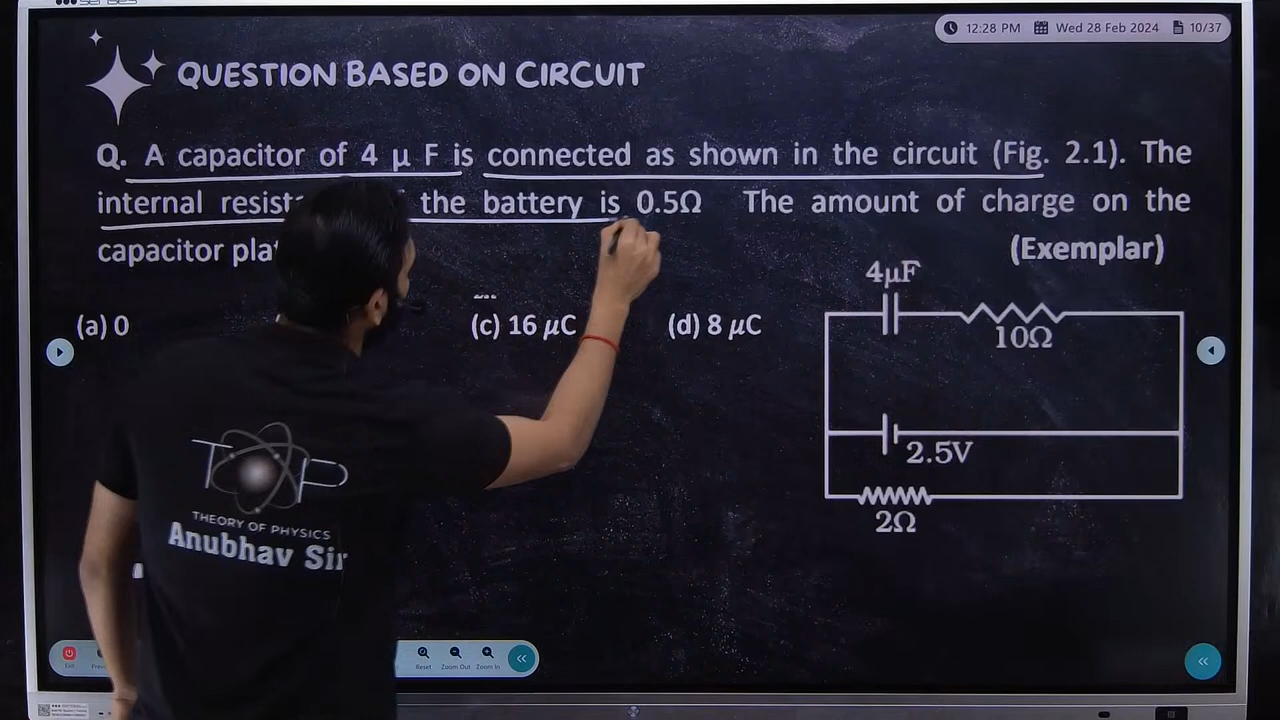 12:28 PM Wed 28 Feb 2024 10/37
QUESTION BASED ON CIRCUIT
Q. A capacitor of 4 μ F is connected as shown in the circuit (Fig. 2.1). The
internal the battery is 0.5Ω The amount of charge on the
capacitor (Exemplar)
4μF
10Ω
(a) 0 (c) 16 μC (d) 8 μC
2.5V
2Ω
TOP
THEORY OF PHYSICS
Anubhav Sir
Exit Reset Zoom Out Zoom In